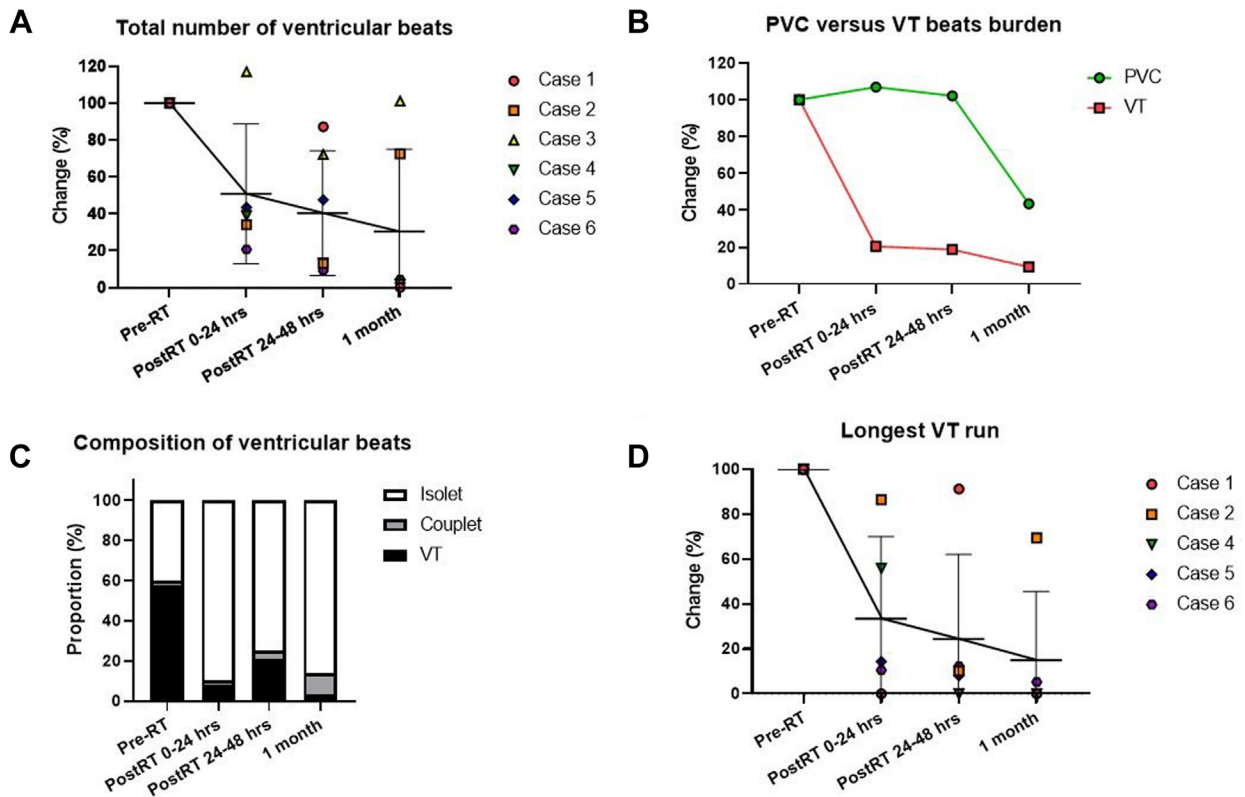 A
Total number of ventricular beats
Change (%)
120
100
80
60
40
20
0
Pre-RT
PostRT 0-24 hrs
PostRT 24-48 hrs
1 month
Case 1
Case 2
Case 3
Case 4
Case 5
Case 6
B
PVC versus VT beats burden
Change (%)
120
100
80
60
40
20
0
Pre-RT
PostRT 0-24 hrs
PostRT 24-48 hrs
1 month
PVC
VT
C
Composition of ventricular beats
Proportion (%)
100
80
60
40
20
0
Pre-RT
PostRT 0-24 hrs
PostRT 24-48 hrs
1 month
Isolet
Couplet
VT
D
Longest VT run
Change (%)
100
80
60
40
20
0
Pre-RT
PostRT 0-24 hrs
PostRT 24-48 hrs
1 month
Case 1
Case 2
Case 4
Case 5
Case 6